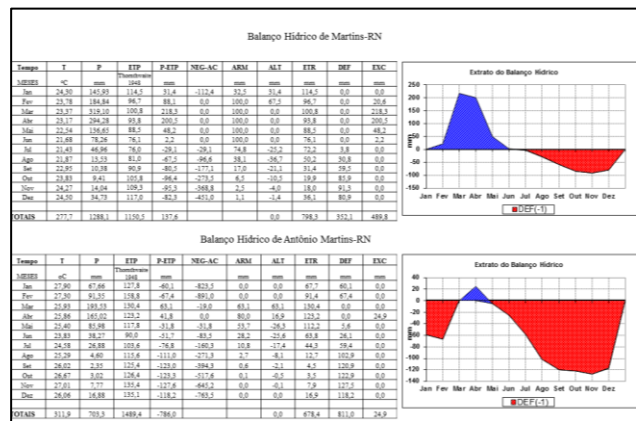 Balanço Hídrico de Martins-RN
Tempo T P ETP P-ETP NEG-AC ARM ALT ETR DEF EXC
MESES ºC mm Thornthwaite 1948 mm mm mm mm mm mm
Jan 24,30 145,93 114,5 31,4 -112,4 32,5 31,4 114,5 0,0 0,0
Fev 23,78 184,84 96,7 88,1 0,0 100,0 67,5 96,7 0,0 20,6
Mar 23,37 319,10 100,8 218,3 0,0 100,0 0,0 100,8 0,0 218,3
Abr 23,17 294,28 93,8 200,5 0,0 100,0 0,0 93,8 0,0 200,5
Mai 22,54 136,65 88,5 48,2 0,0 100,0 0,0 88,5 0,0 48,2
Jun 21,68 78,26 76,1 2,2 0,0 100,0 0,0 76,1 0,0 2,2
Jul 21,43 46,96 76,0 -29,1 -29,1 74,8 -25,2 72,2 3,8 0,0
Ago 21,87 13,53 81,0 -67,5 -96,6 38,1 -36,7 50,2 30,8 0,0
Set 22,95 10,38 90,9 -80,5 -177,1 17,0 -21,1 31,4 59,5 0,0
Out 23,83 9,41 105,8 -96,4 -273,5 6,5 -10,5 19,9 85,9 0,0
Nov 24,27 14,04 109,3 -95,3 -368,8 2,5 -4,0 18,0 91,3 0,0
Dez 24,50 34,73 117,0 -82,3 -451,0 1,1 -1,4 36,1 80,9 0,0
TOTAIS 277,7 1288,1 1150,5 137,6 0,0 798,3 352,1 489,8
Extrato do Balanço Hídrico
250
200
150
100
50
0
-50
-100
-150
mm
Jan Fev Mar Abr Mai Jun Jul Ago Set Out Nov Dez
DEF(-1)
Balanço Hídrico de Antônio Martins-RN
Tempo T P ETP P-ETP NEG-AC ARM ALT ETR DEF EXC
MESES oC mm Thornthwaite 1948 mm mm mm mm mm mm
Jan 27,90 67,66 127,8 -60,1 -823,5 0,0 0,0 67,7 60,1 0,0
Fev 27,30 91,35 158,8 -67,4 -891,0 0,0 0,0 91,4 67,4 0,0
Mar 25,93 193,53 130,4 63,1 -19,0 63,1 63,1 130,4 0,0 0,0
Abr 25,86 165,02 123,2 41,8 0,0 80,0 16,9 123,2 0,0 24,9
Mai 25,40 85,98 117,8 -31,8 -31,8 53,7 -26,3 112,2 5,6 0,0
Jun 23,83 38,27 90,0 -51,7 -83,5 28,2 -25,6 63,8 26,1 0,0
Jul 24,58 26,88 103,6 -76,8 -160,3 10,8 -17,4 44,3 59,4 0,0
Ago 25,29 4,60 115,6 -111,0 -271,3 2,7 -8,1 12,7 102,9 0,0
Set 26,02 2,35 125,4 -123,0 -394,3 0,6 -2,1 4,5 120,9 0,0
Out 26,67 3,02 126,4 -123,3 -517,6 0,1 -0,5 3,5 122,9 0,0
Nov 27,01 7,77 135,4 -127,6 -645,2 0,0 -0,1 7,9 127,5 0,0
Dez 26,06 16,88 135,1 -118,2 -763,5 0,0 0,0 16,9 118,2 0,0
TOTAIS 311,9 703,3 1489,4 -786,0 0,0 678,4 811,0 24,9
Extrato do Balanço Hídrico
40
20
0
-20
-40
-60
-80
-100
-120
-140
mm
Jan Fev Mar Abr Mai Jun Jul Ago Set Out Nov Dez
DEF(-1)